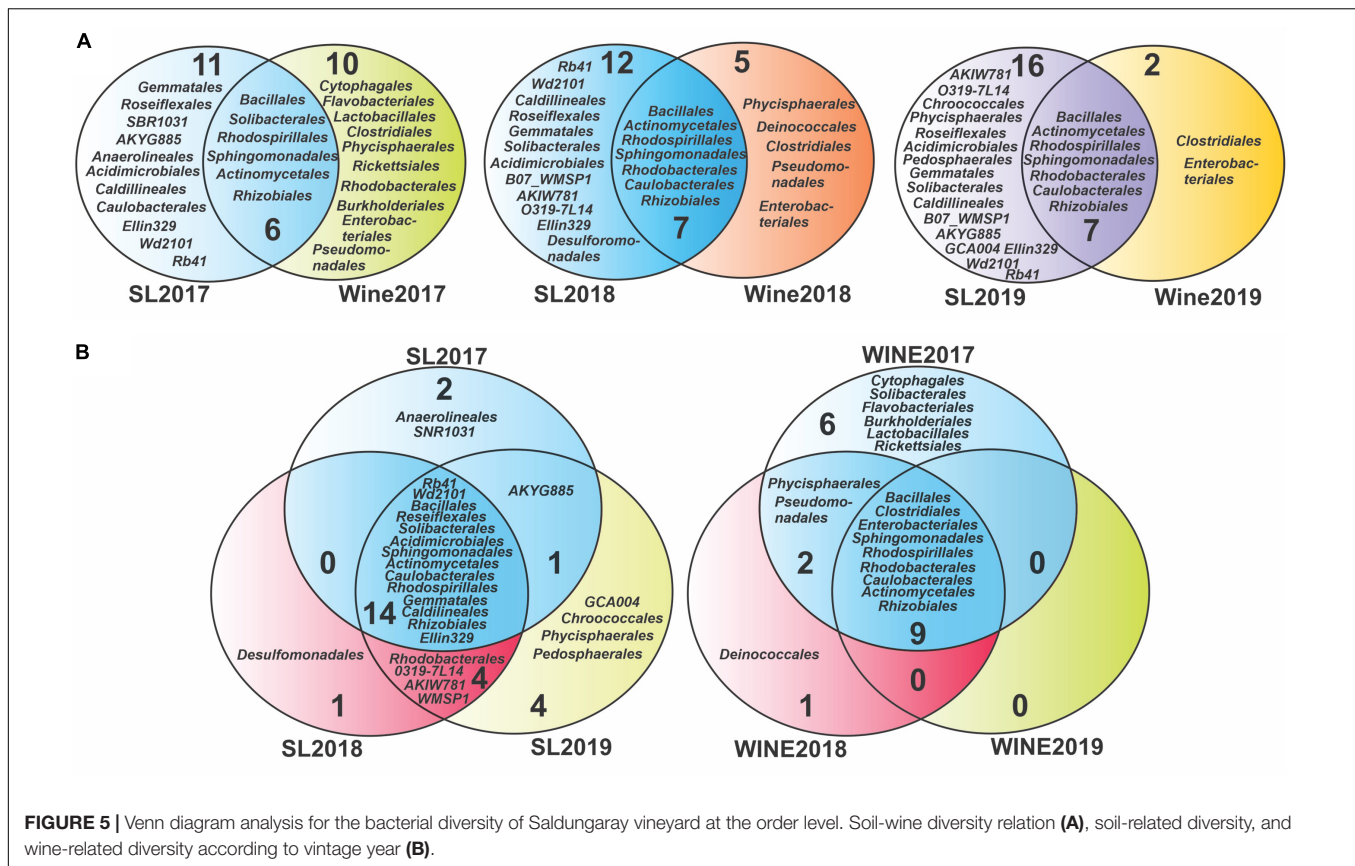 A
11
Gemmatales
Roseiflexales
SBR1031
AKYG885
Anaerolineales
Acidimicrobiales
Caldillineales
Caulobacterales
Ellin329
Wd2101
Rb41
Bacillales
Solibacterales
Rhodospirillales
Sphingomonadales
Actinomycetales
Rhizobiales
6
10
Cytophagales
Flavobacteriales
Lactobacillales
Clostridiales
Phycisphaerales
Rickettsiales
Rhodobacterales
Burkholderiales
Enterobac-
teriales
Pseudomo-
nadales
SL2017
Wine2017
12
Rb41
Wd2101
Caldillineales
Roseiflexales
Gemmatales
Solibacterales
Acidimicrobiales
B07_WMSP1
AKIW781
O319-7L14
Ellin329
Desulforomo-
nadales
Bacillales
Actinomycetales
Rhodospirillales
Sphingomonadales
Rhodobacterales
Caulobacterales
Rhizobiales
7
5
Phycisphaerales
Deinococcales
Clostridiales
Pseudomo-
nadales
Enterobac-
teriales
SL2018
Wine2018
16
AKIW781
O319-7L14
Chroococcales
Phycisphaerales
Roseiflexales
Acidimicrobiales
Pedosphaerales
Gemmatales
Solibacterales
Caldillineales
B07_WMSP1
AKYG885
GCA004 Ellin329
Wd2101
Rb41
Bacillales
Actinomycetales
Rhodospirillales
Sphingomonadales
Rhodobacterales
Caulobacterales
Rhizobiales
7
2
Clostridiales
Enterobac-
teriales
SL2019
Wine2019
B
SL2017
2
Anaerolineales
SNR1031
Rb41
Wd2101
Bacillales
Reseiflexales
Solibacterales
Acidimicrobiales
Sphingomonadales
Actinomycetales
Caulobacterales
Rhodospirillales
Gemmatales
Caldilineales
Rhizobiales
Ellin329
14
AKYG885
1
0
Desulfomonadales
1
Rhodobacterales
0319-7L14
AKIW781
WMSP1
4
GCA004
Chroococcales
Phycisphaerales
Pedosphaerales
4
SL2018
SL2019
WINE2017
6
Cytophagales
Solibacterales
Flavobacteriales
Burkholderiales
Lactobacillales
Rickettsiales
Phycisphaerales
Pseudomo-
nadales
2
Bacillales
Clostridiales
Enterobacteriales
Sphingomonadales
Rhodospirillales
Rhodobacterales
Caulobacterales
Actinomycetales
Rhizobiales
9
0
Deinococcales
1
0
0
WINE2018
WINE2019
FIGURE 5 | Venn diagram analysis for the bacterial diversity of Saldungaray vineyard at the order level. Soil-wine diversity relation (A), soil-related diversity, and
wine-related diversity according to vintage year (B).